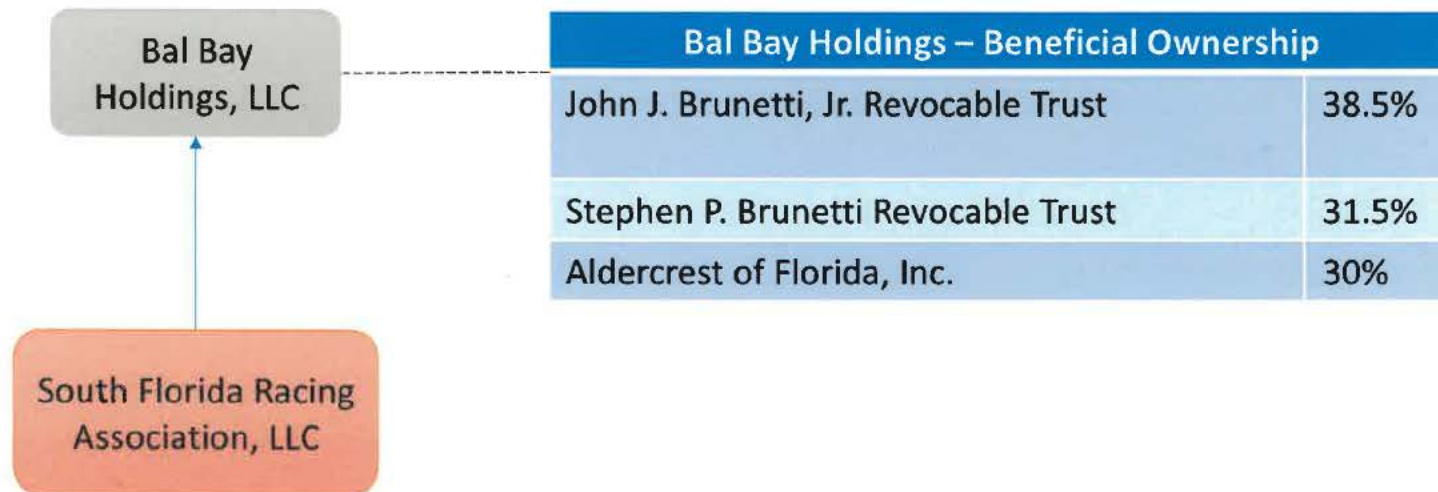 Bal Bay
Holdings, LLC
Bal Bay Holdings – Beneficial Ownership
John J. Brunetti, Jr. Revocable Trust 38.5%
Stephen P. Brunetti Revocable Trust 31.5%
Aldercrest of Florida, Inc. 30%
South Florida Racing
Association, LLC